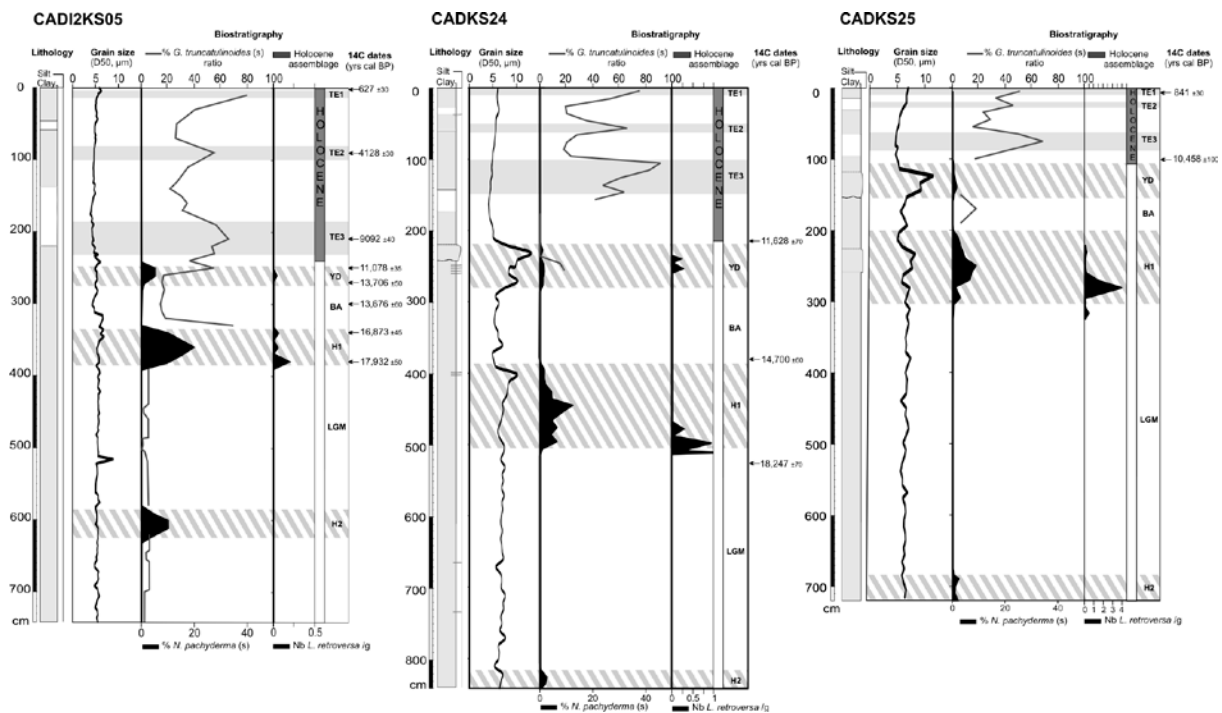 CADI2KS05
Biostratigraphy
Lithology
Grain size
(D50, µm)
% G. truncatulinoides (s)
ratio
Holocene
assemblage
14C dates
(yrs cal BP)
Silt
Clay
0 5 10 0 20 40 60 80 100
0
100
200
300
400
500
600
700
cm
HOLOCENE
TE1
TE2
TE3
YD
BA
H1
LGM
H2
627 ±30
4128 ±30
9092 ±40
11,078 ±35
13,706 ±50
13,676 ±60
16,873 ±45
17,932 ±50
0 20 40 0 0.5
% N. pachyderma (s)
Nb L. retroversa /g
CADKS24
Biostratigraphy
Lithology
Grain size
(D50, µm)
% G. truncatulinoides (s)
ratio
Holocene
assemblage
14C dates
(yrs cal BP)
Silt
Clay
0 5 10 0 20 40 60 80 100
0
100
200
300
400
500
600
700
800
cm
HOLOCENE
TE1
TE2
TE3
YD
BA
H1
LGM
H2
11,628 ±70
14,700 ±60
18,247 ±70
20 40 0 0.5 1
% N. pachyderma (s)
Nb L. retroversa /g
CADKS25
Biostratigraphy
Lithology
Grain size
(D50, µm)
% G. truncatulinoides (s)
ratio
Holocene
assemblage
14C dates
(yrs cal BP)
Silt
Clay
0 5 10 0 20 40 60 80 100
0
100
200
300
400
500
600
700
cm
HOLOCENE
TE1
TE2
TE3
YD
BA
H1
LGM
H2
841 ±30
10,458 ±100
0 20 40 0 1 2 3 4
% N. pachyderma (s)
Nb L. retroversa /g